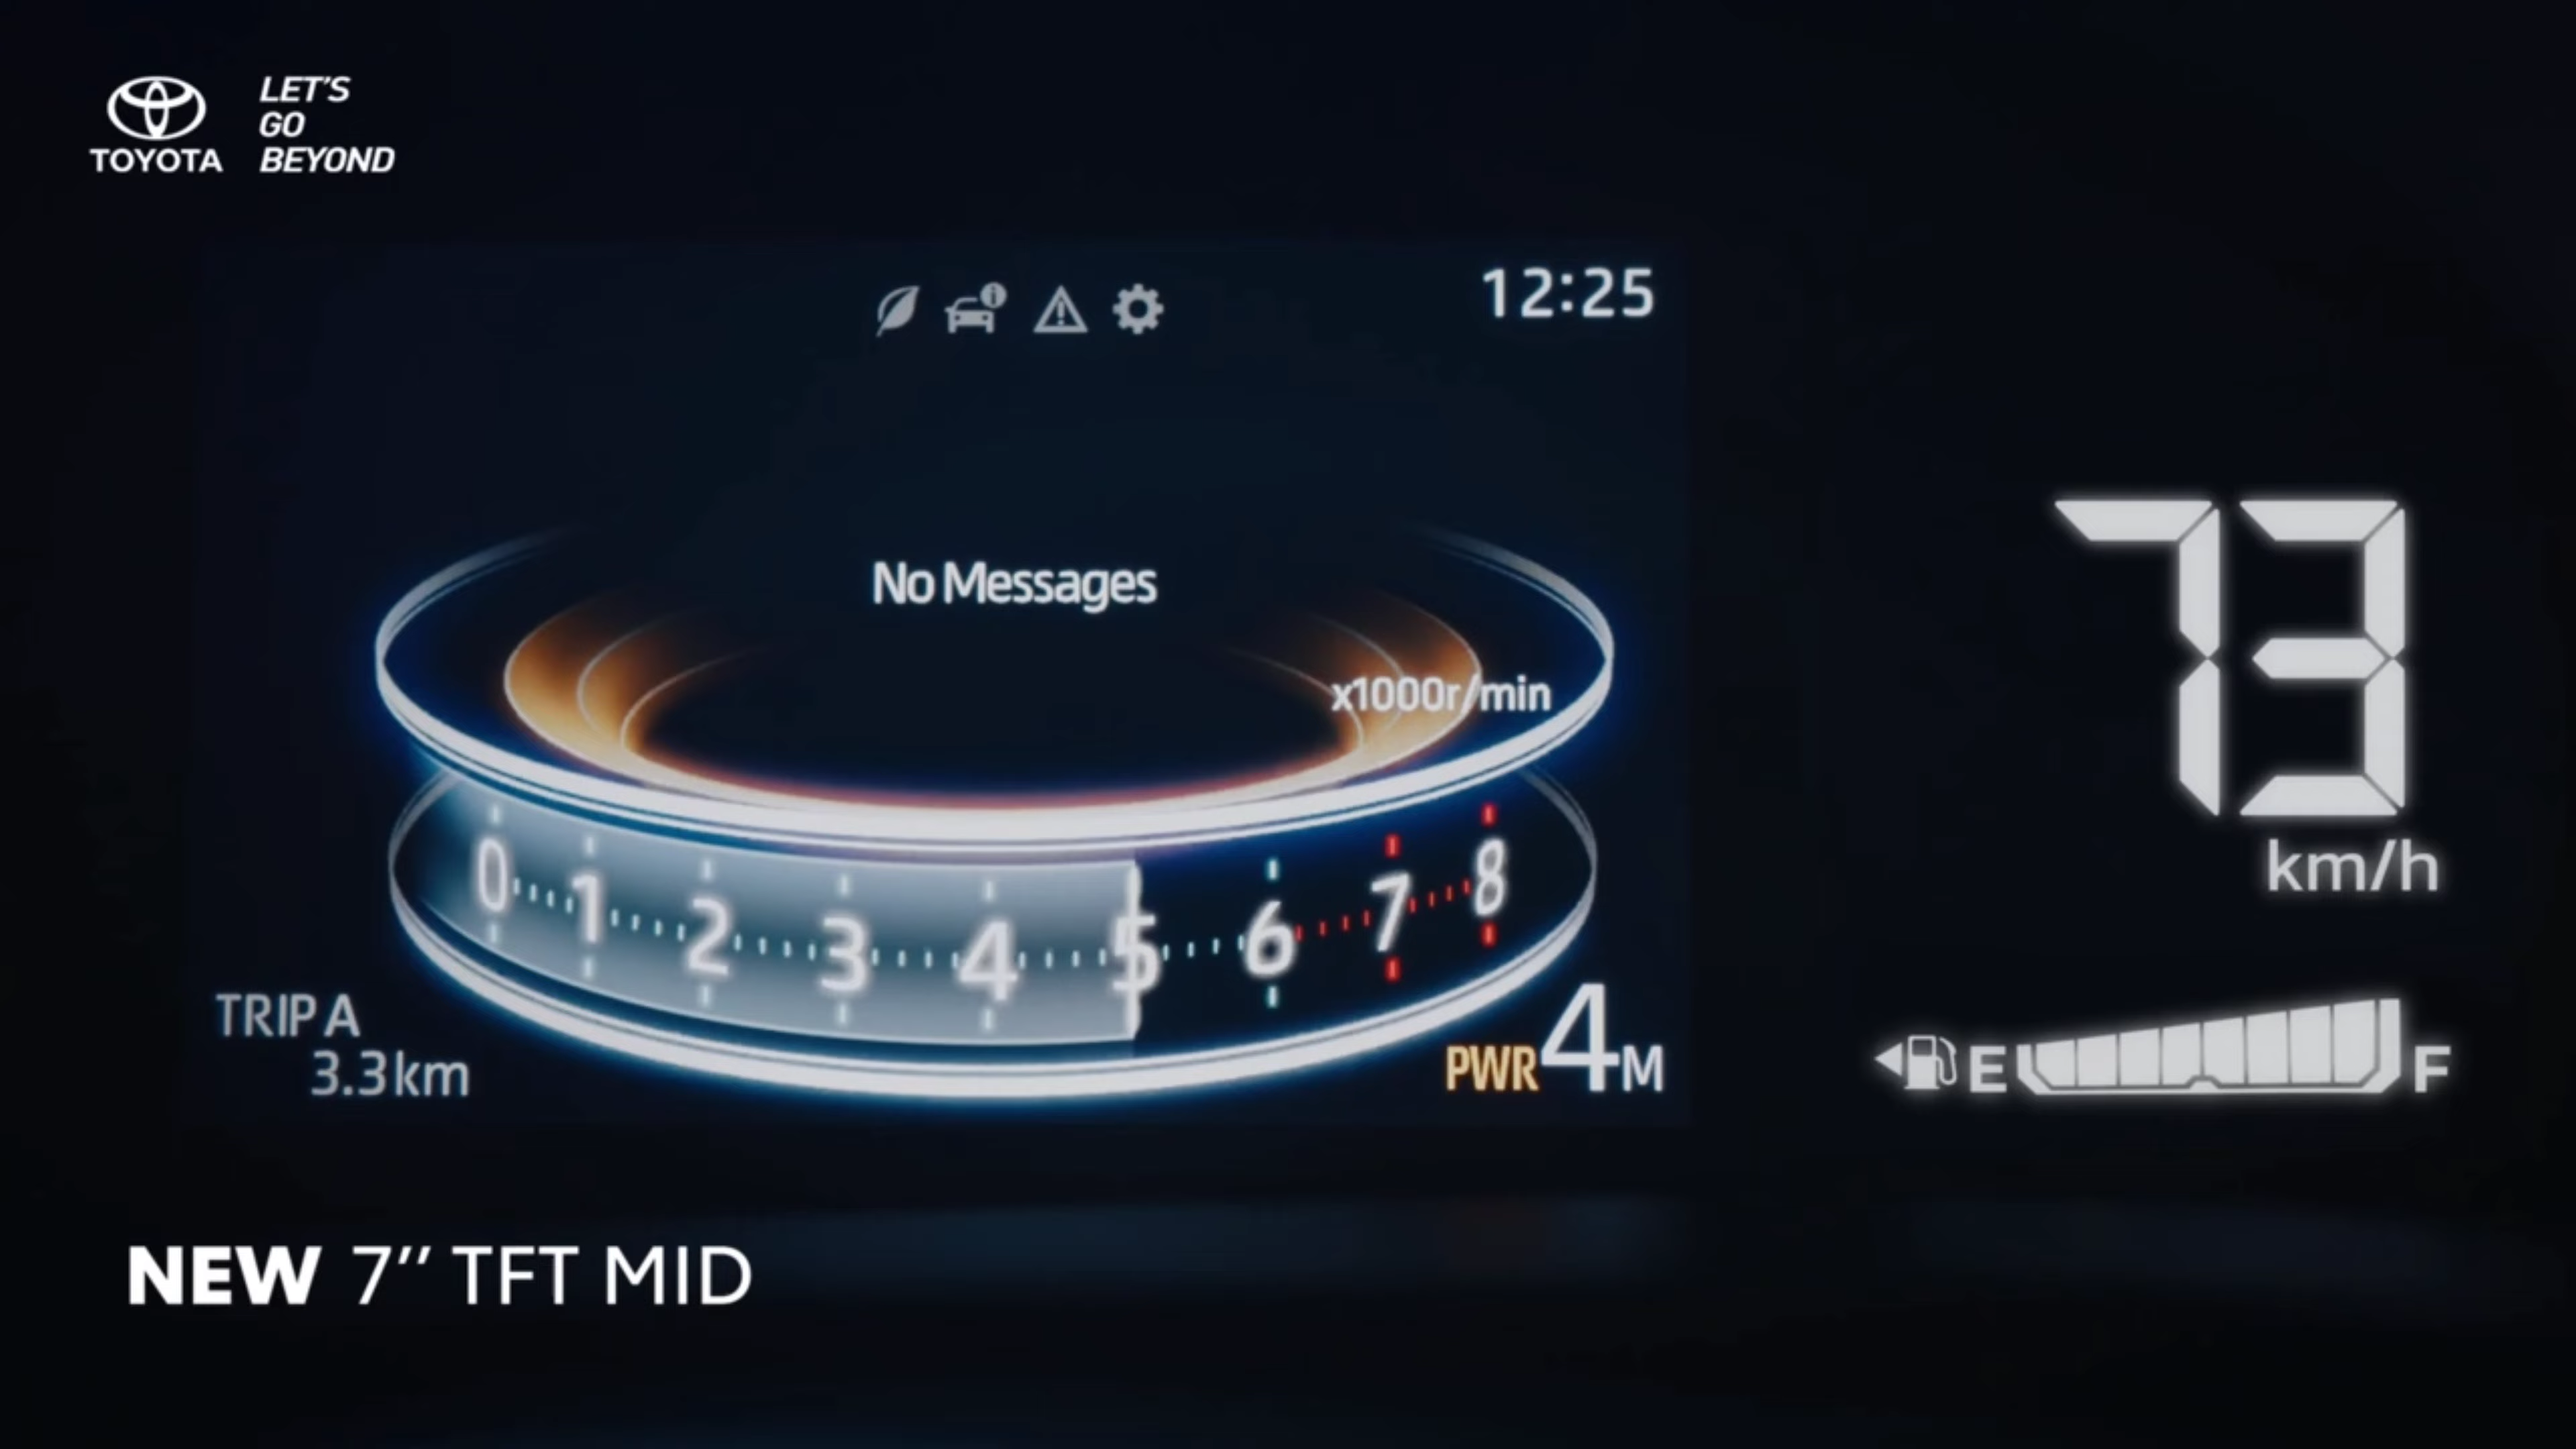 TOYOTA
LET'S
GO
BEYOND
12:25
No Messages
x1000r/min
0 1 2 3 4 5 6 7 8
TRIP A
3.3km
PWR 4 M
73
km/h
E F
NEW 7″ TFT MID